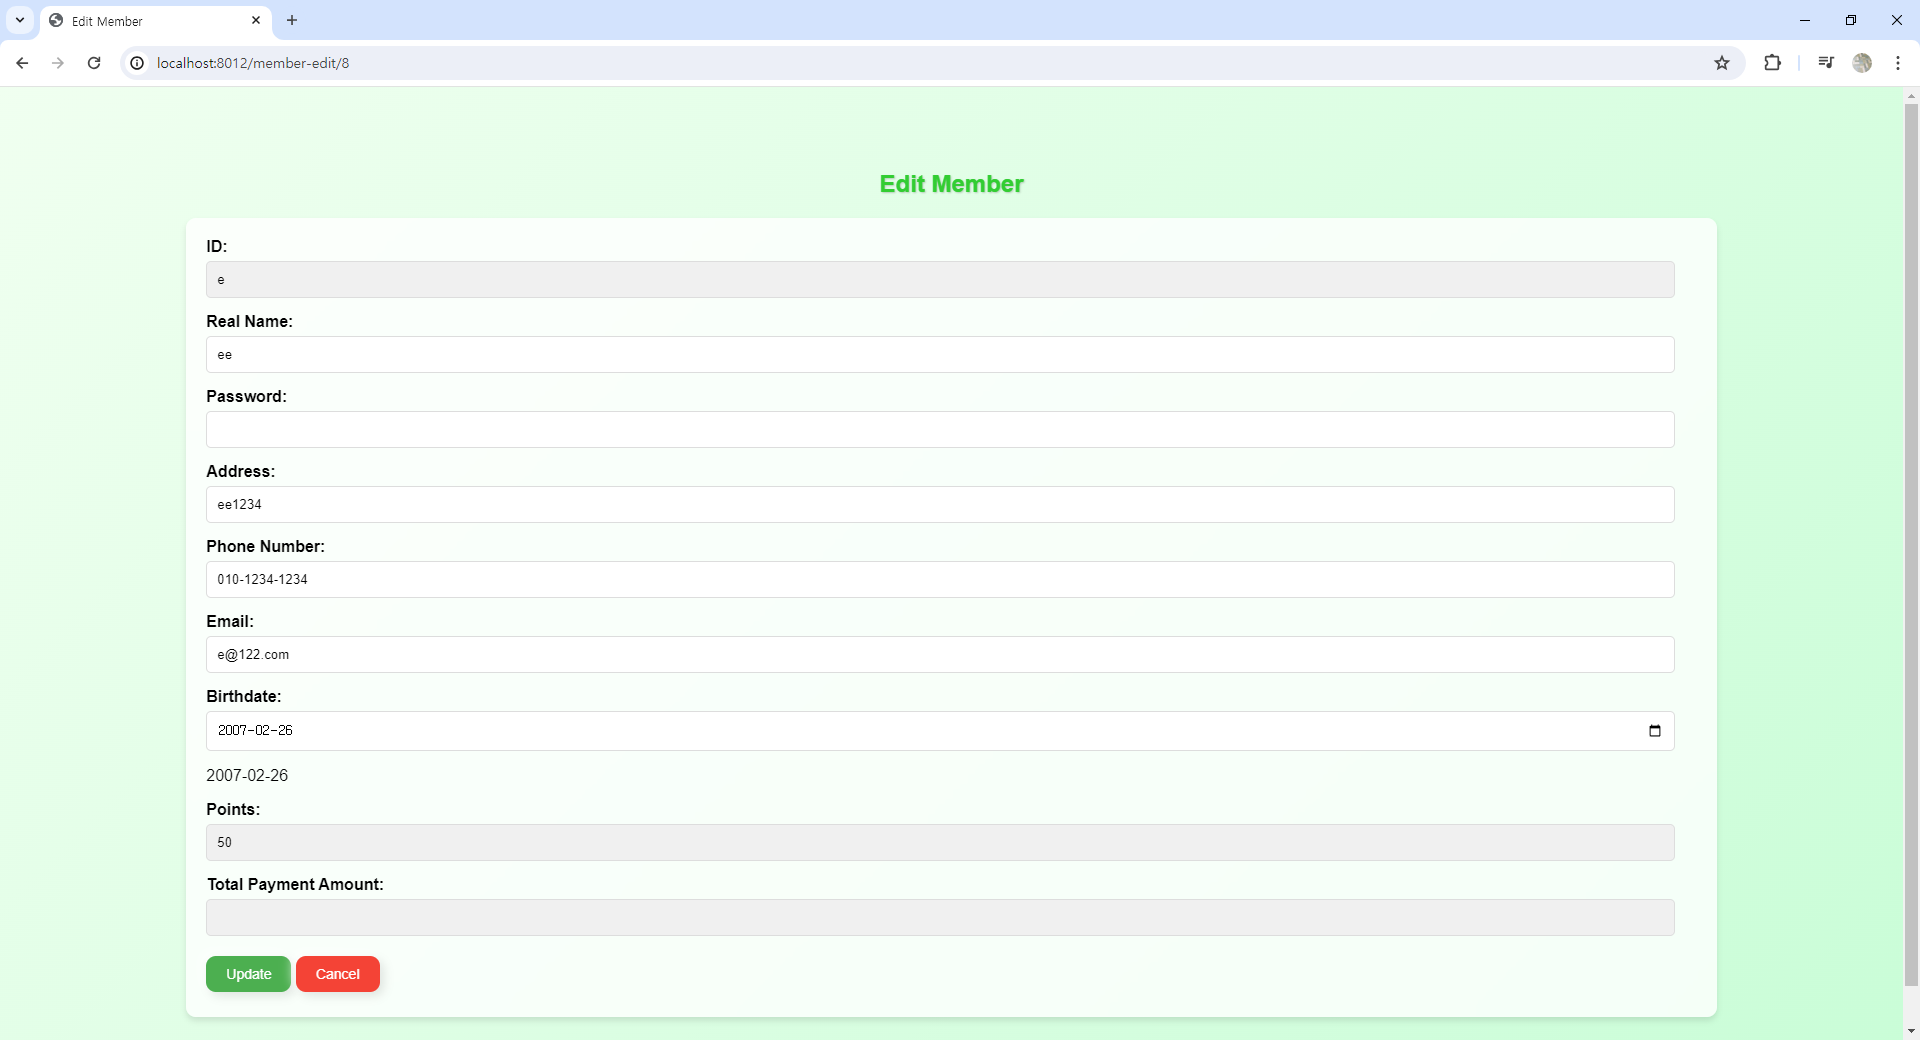 Edit Member
localhost:8012/member-edit/8
Edit Member
ID:
e
Real Name:
ee
Password:
Address:
ee1234
Phone Number:
010-1234-1234
Email:
e@122.com
Birthdate:
2007-02-26
2007-02-26
Points:
50
Total Payment Amount:
Update Cancel